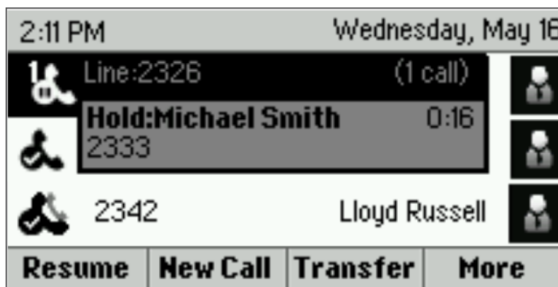 2:11 PM Wednesday, May 16
1 Line:2326 (1 call)
Hold:Michael Smith 0:16
2333
2342 Lloyd Russell
Resume New Call Transfer More